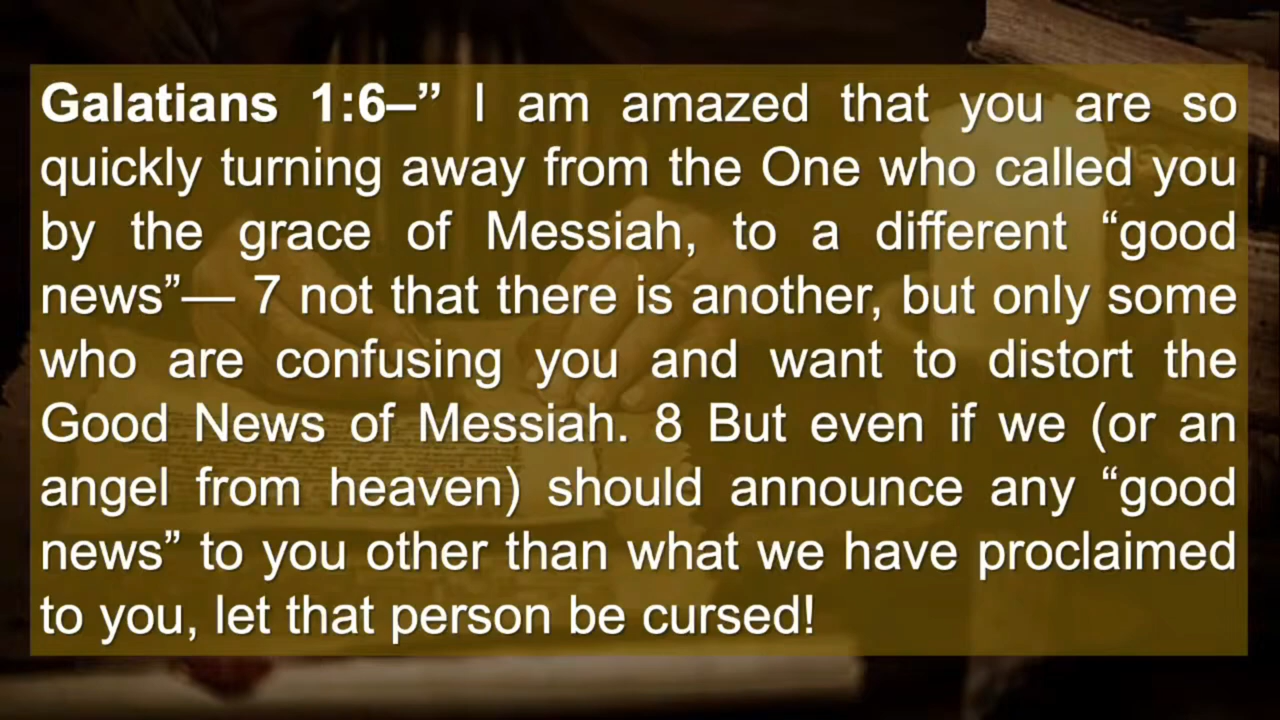 Galatians 1:6–” I am amazed that you are so
quickly turning away from the One who called you
by the grace of Messiah, to a different “good
news”— 7 not that there is another, but only some
who are confusing you and want to distort the
Good News of Messiah. 8 But even if we (or an
angel from heaven) should announce any “good
news” to you other than what we have proclaimed
to you, let that person be cursed!